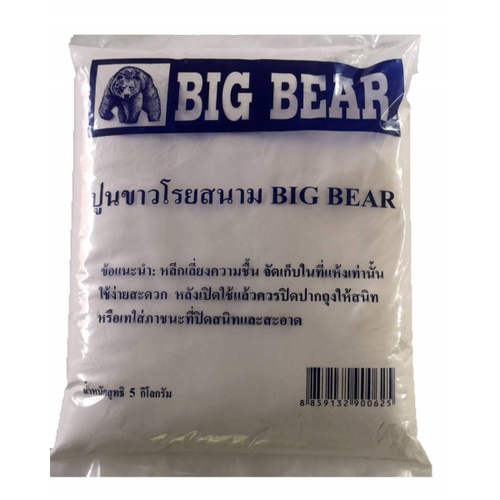 BIG BEAR
ปูนขาวโรยสนาม BIG BEAR
ข้อแนะนำ: หลีกเลี่ยงความชื้น จัดเก็บในที่แห้งเท่านั้น
ใช้ง่ายสะดวก หลังเปิดใช้แล้วควรปิดปากถุงให้สนิท
หรือเทใส่ภาชนะที่ปิดสนิทและสะอาด
น้ำหนักสุทธิ 5 กิโลกรัม
8 859132 900625